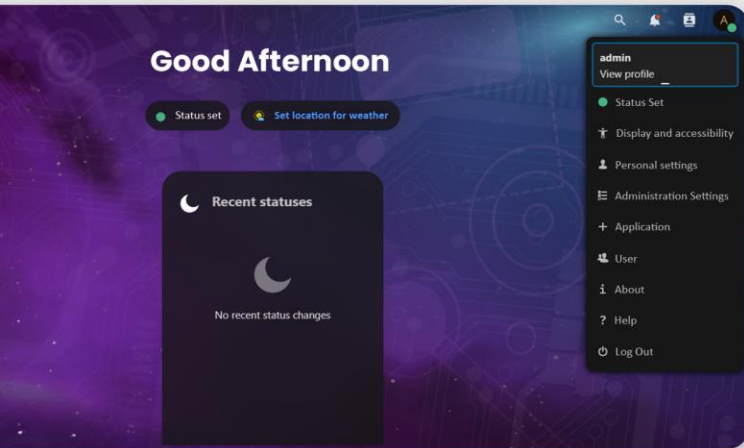 Good Afternoon
Status set
Set location for weather
Recent statuses
No recent status changes
A
admin
View profile
Status Set
Display and accessibility
Personal settings
Administration Settings
+ Application
User
i About
? Help
Log Out